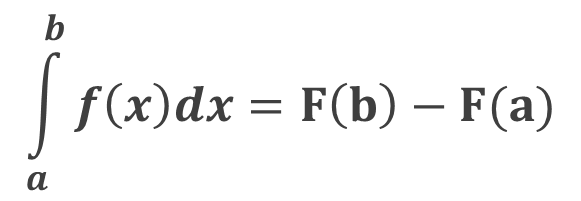 b
∫ f(x)dx = F(b) − F(a)
a